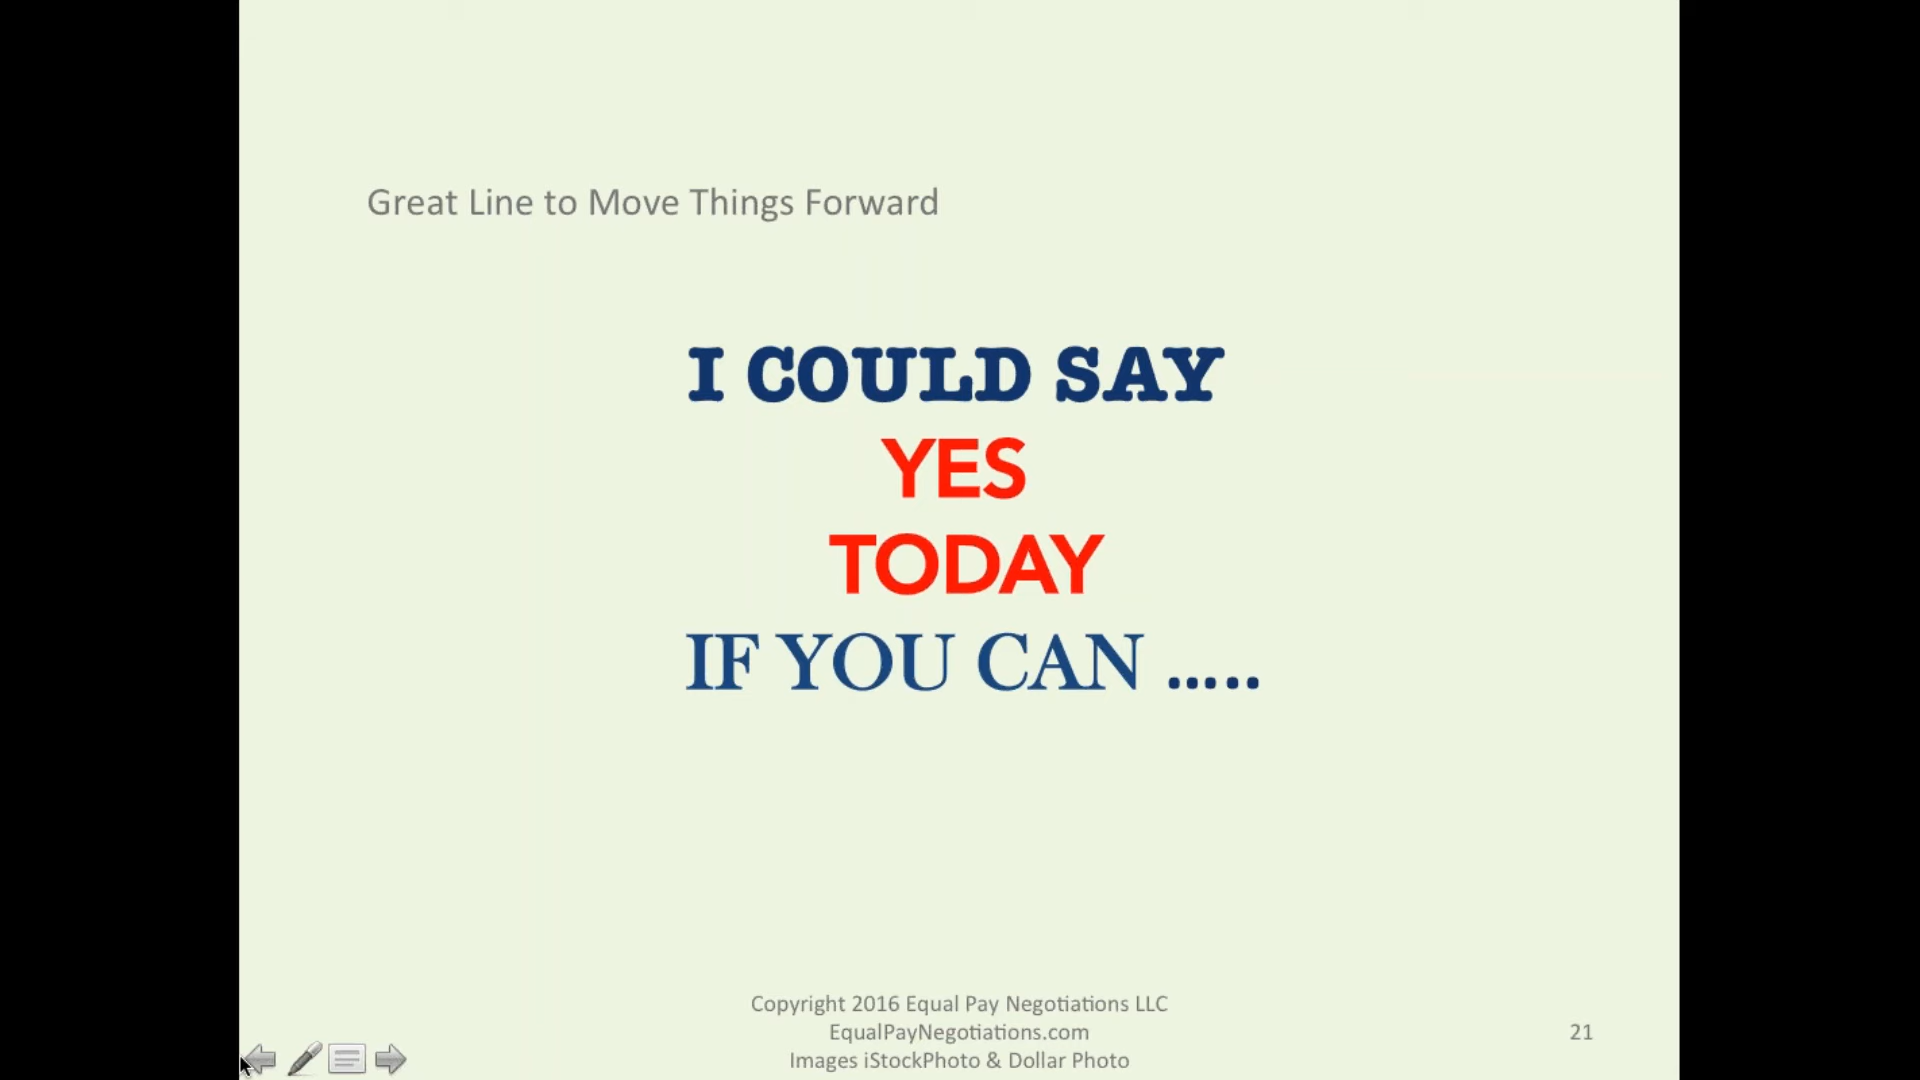 Great Line to Move Things Forward
I COULD SAY
YES
TODAY
IF YOU CAN .....
Copyright 2016 Equal Pay Negotiations LLC
EqualPayNegotiations.com
Images iStockPhoto & Dollar Photo
21